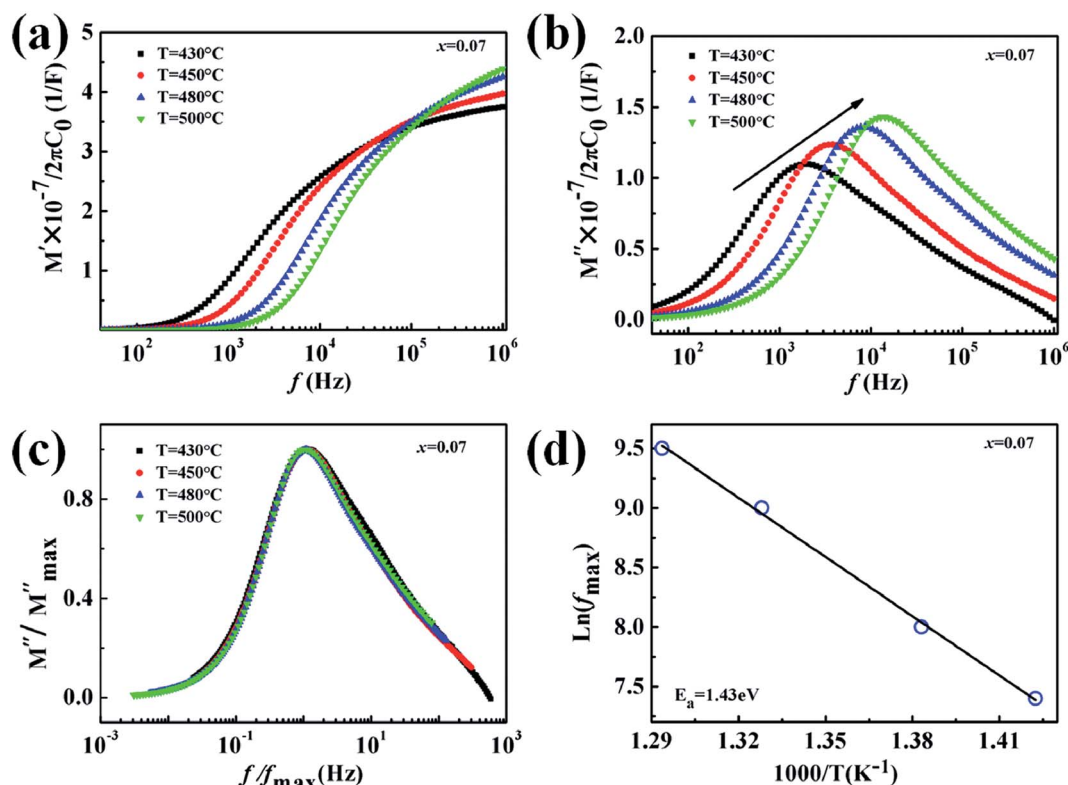 (a)
M′×10⁻⁷/2πC₀ (1/F)
5
4
3
2
1
T=430°C
T=450°C
T=480°C
T=500°C
x=0.07
10² 10³ 10⁴ 10⁵ 10⁶
f (Hz)
(b)
M″×10⁻⁷/2πC₀ (1/F)
2.0
1.5
1.0
0.5
0.0
T=430°C
T=450°C
T=480°C
T=500°C
x=0.07
10² 10³ 10⁴ 10⁵ 10⁶
f (Hz)
(c)
M″/ M″max
0.8
0.4
0.0
T=430°C
T=450°C
T=480°C
T=500°C
x=0.07
10⁻³ 10⁻¹ 10¹ 10³
f/fmax(Hz)
(d)
Ln(fmax)
9.5
9.0
8.5
8.0
7.5
x=0.07
Eₐ=1.43eV
1.29 1.32 1.35 1.38 1.41
1000/T(K⁻¹)